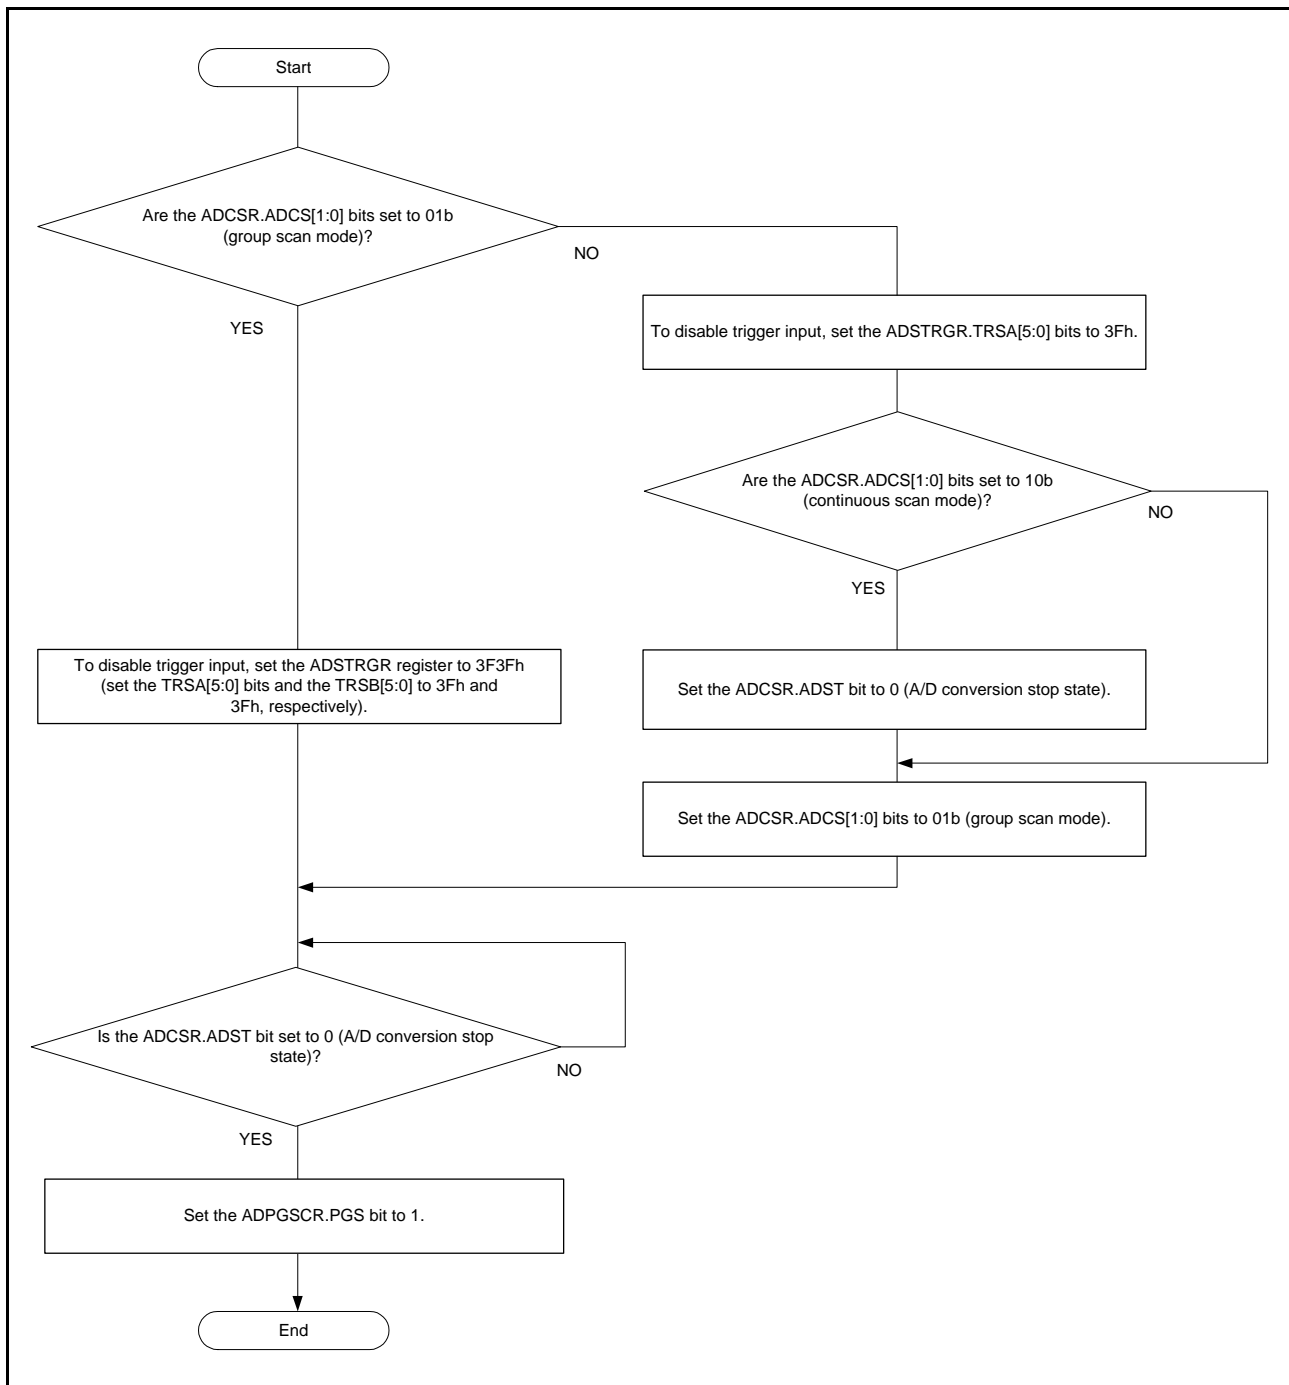 Start
Are the ADCSR.ADCS[1:0] bits set to 01b
(group scan mode)?
NO
YES
To disable trigger input, set the ADSTRGR.TRSA[5:0] bits to 3Fh.
Are the ADCSR.ADCS[1:0] bits set to 10b
(continuous scan mode)?
NO
YES
To disable trigger input, set the ADSTRGR register to 3F3Fh
(set the TRSA[5:0] bits and the TRSB[5:0] to 3Fh and
3Fh, respectively).
Set the ADCSR.ADST bit to 0 (A/D conversion stop state).
Set the ADCSR.ADCS[1:0] bits to 01b (group scan mode).
Is the ADCSR.ADST bit set to 0 (A/D conversion stop
state)?
NO
YES
Set the ADPGSCR.PGS bit to 1.
End